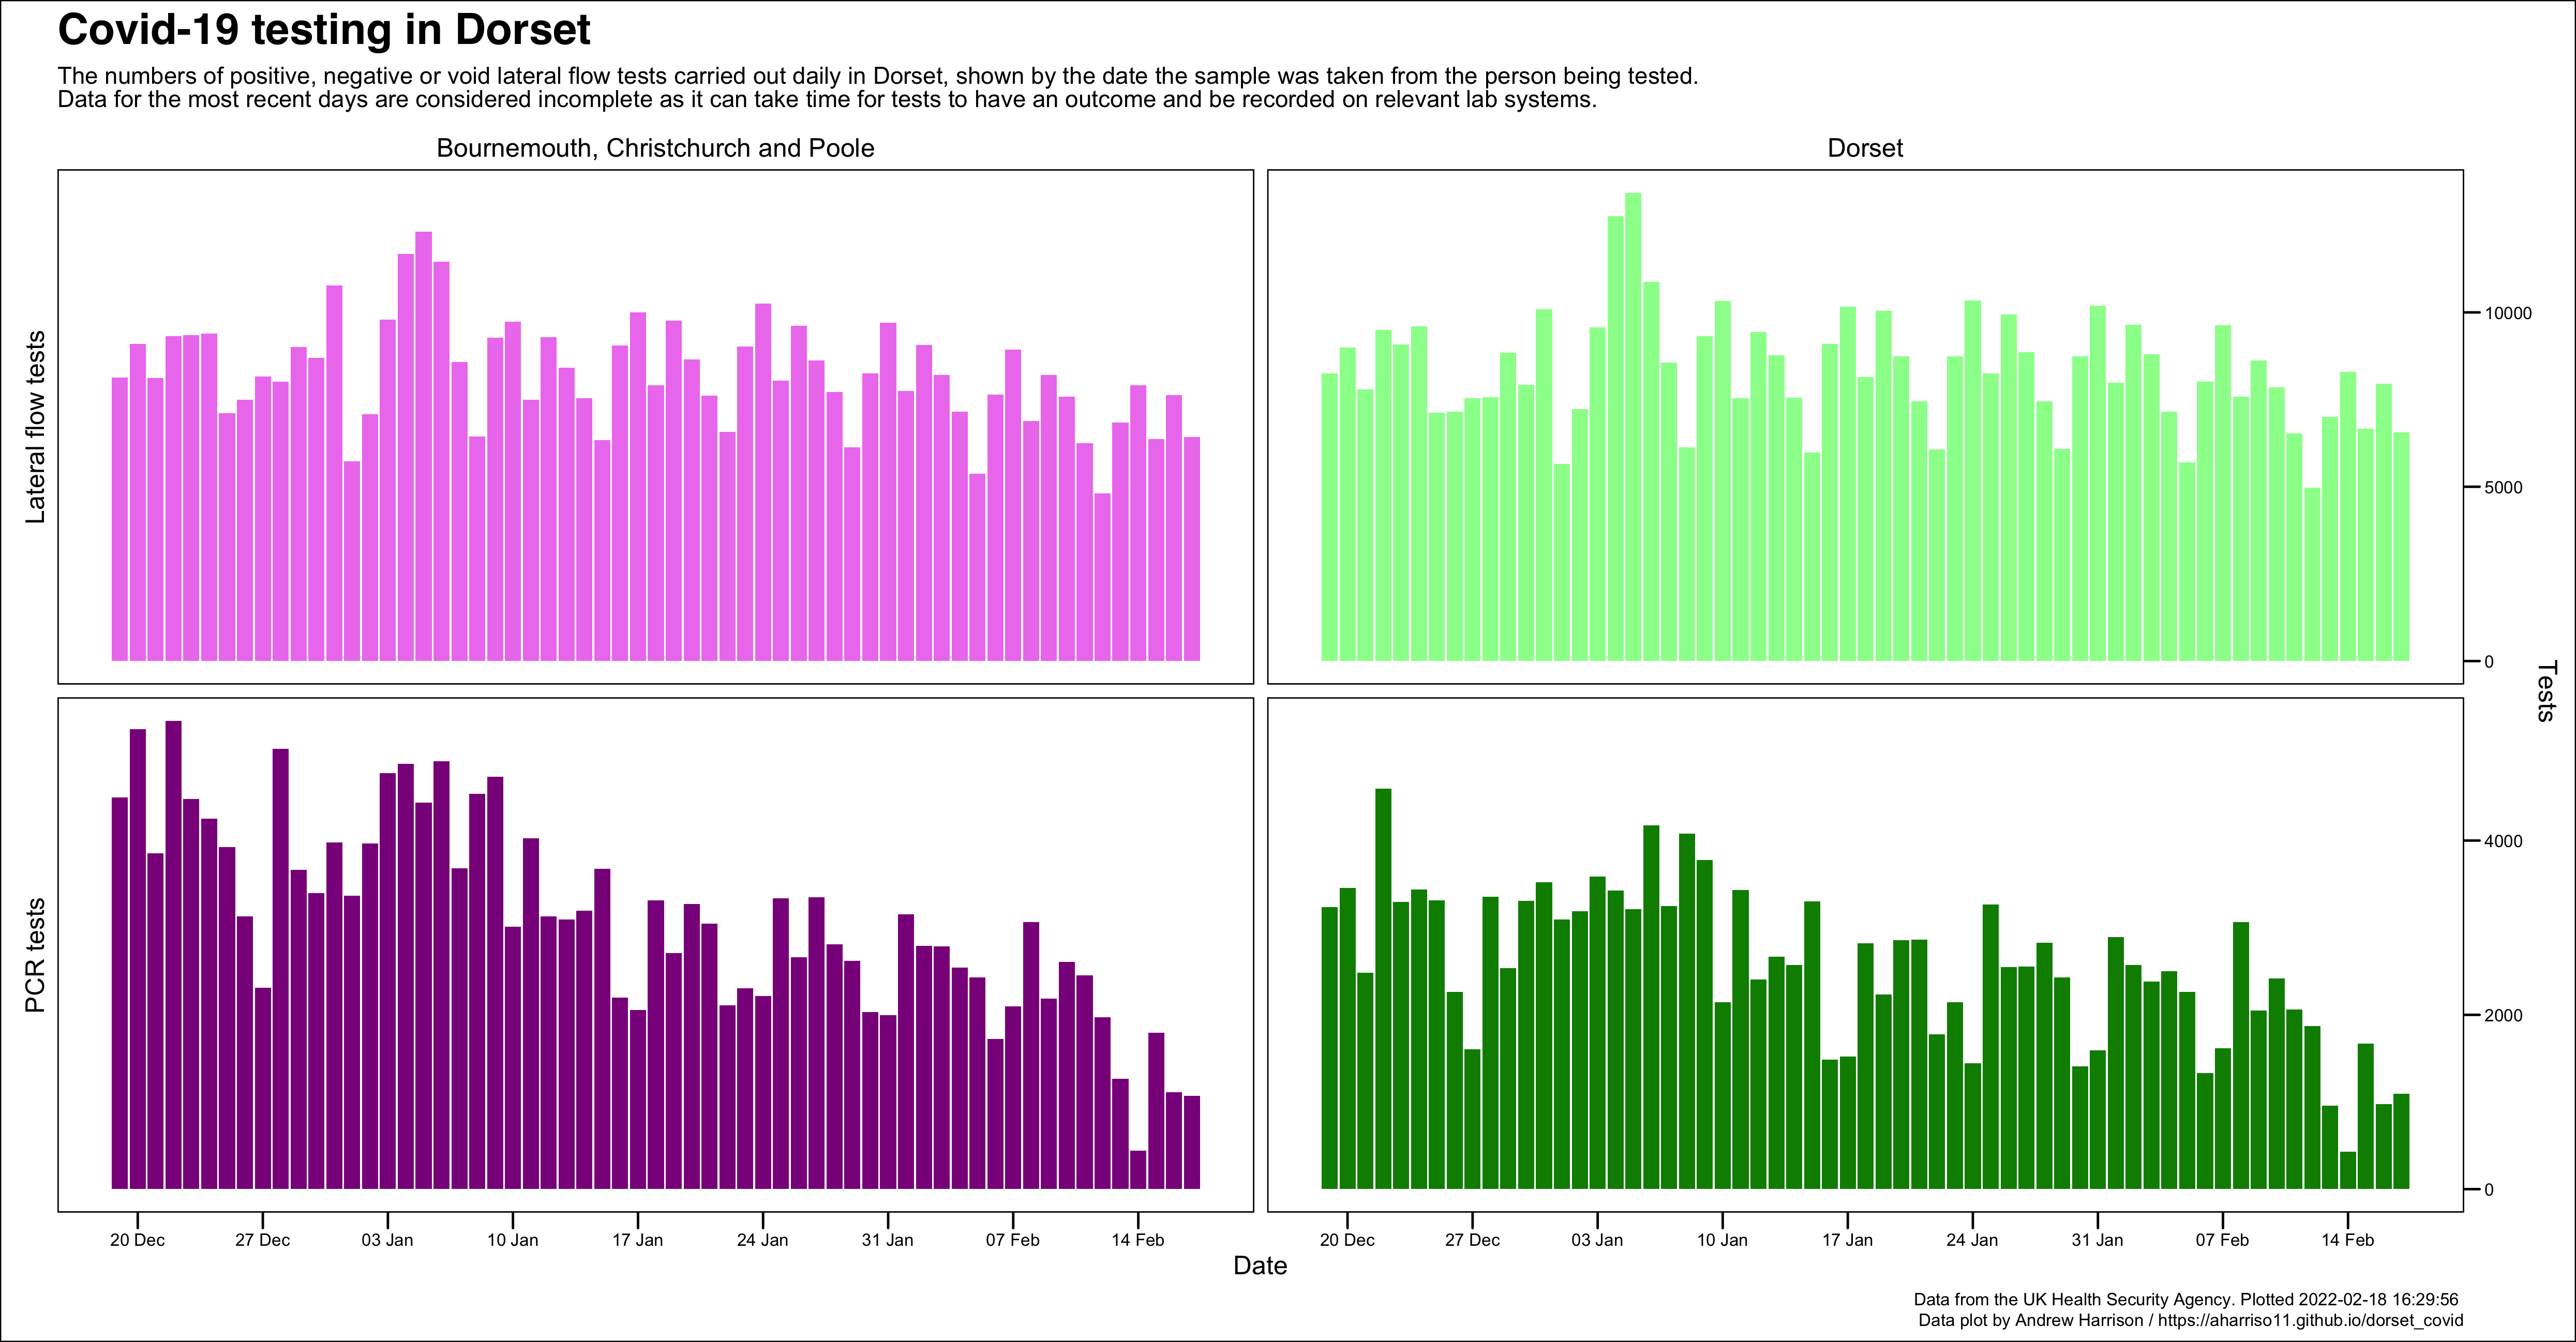 Covid-19 testing in Dorset
The numbers of positive, negative or void lateral flow tests carried out daily in Dorset, shown by the date the sample was taken from the person being tested.
Data for the most recent days are considered incomplete as it can take time for tests to have an outcome and be recorded on relevant lab systems.
Bournemouth, Christchurch and Poole
Dorset
Lateral flow tests
10000
5000
0
Tests
PCR tests
4000
2000
0
20 Dec 27 Dec 03 Jan 10 Jan 17 Jan 24 Jan 31 Jan 07 Feb 14 Feb
20 Dec 27 Dec 03 Jan 10 Jan 17 Jan 24 Jan 31 Jan 07 Feb 14 Feb
Date
Data from the UK Health Security Agency. Plotted 2022-02-18 16:29:56
Data plot by Andrew Harrison / https://aharriso11.github.io/dorset_covid